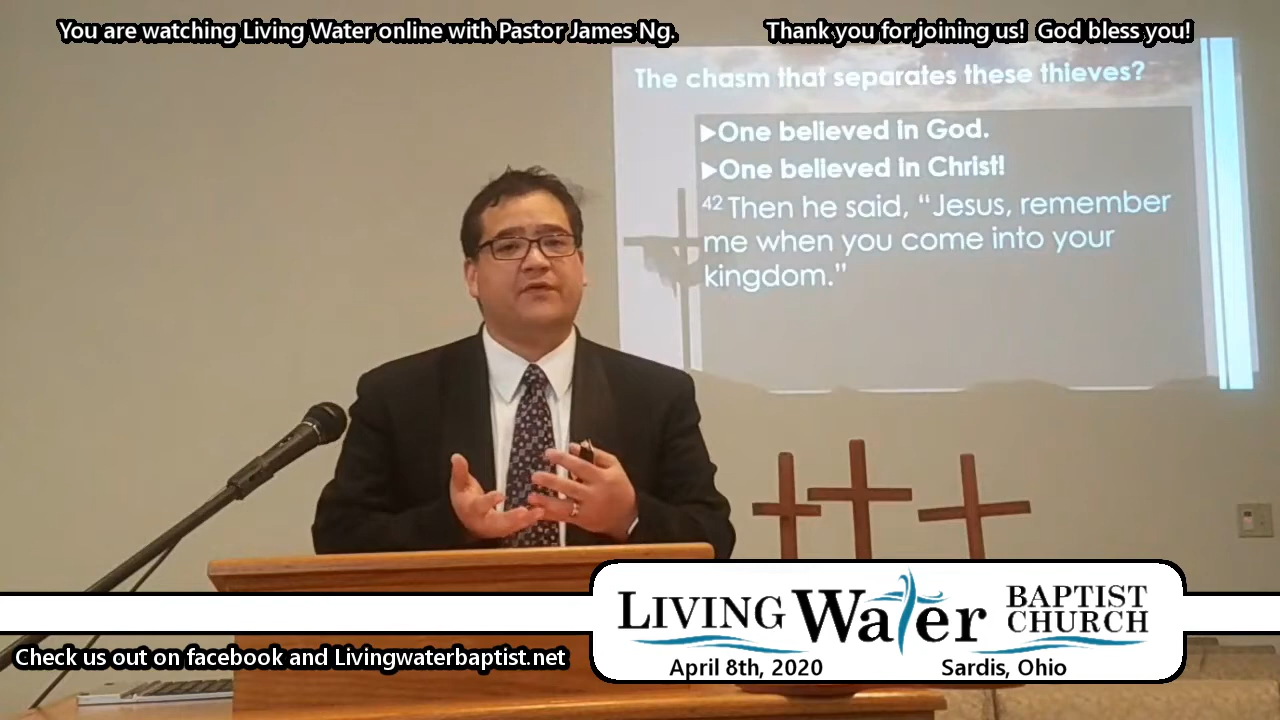 You are watching Living Water online with Pastor James Ng.
Thank you for joining us!  God bless you!
The chasm that separates these thieves?
▶One believed in God.
▶One believed in Christ!
42 Then he said, “Jesus, remember
me when you come into your
kingdom.”
LIVING Water BAPTIST
CHURCH
April 8th, 2020
Sardis, Ohio
Check us out on facebook and Livingwaterbaptist.net